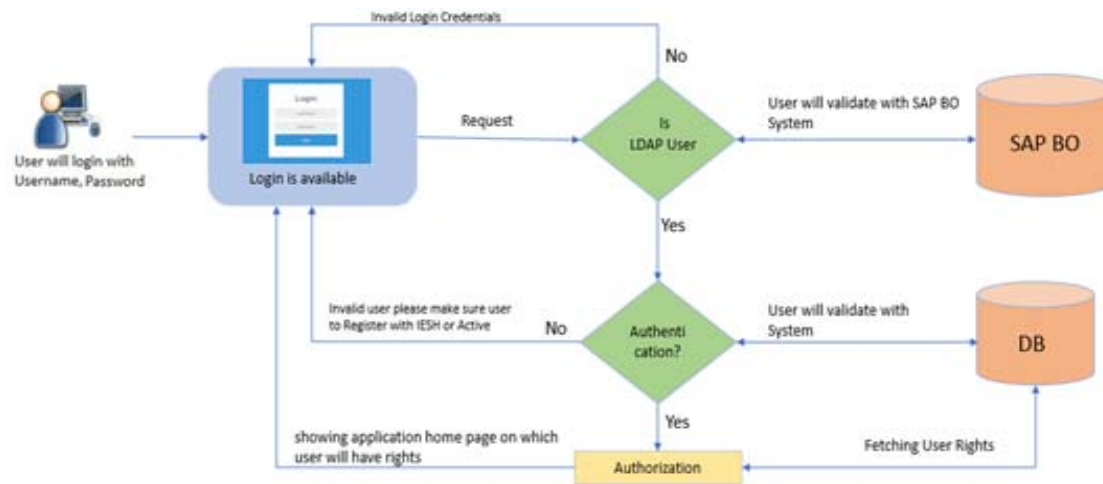 Invalid Login Credentials
No
Login
User will login with
Username, Password
Login is available
Request
Is
LDAP User
User will validate with SAP BO
System
SAP BO
Yes
Invalid user please make sure user
to Register with IESH or Active
No
Authenti
cation?
User will validate with
System
DB
Yes
showing application home page on which
user will have rights
Authorization
Fetching User Rights